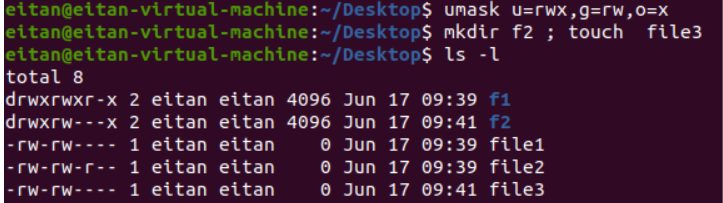 eitan@eitan-virtual-machine:~/Desktop$ umask u=rwx,g=rw,o=x
eitan@eitan-virtual-machine:~/Desktop$ mkdir f2 ; touch  file3
eitan@eitan-virtual-machine:~/Desktop$ ls -l
total 8
drwxrwxr-x 2 eitan eitan 4096 Jun 17 09:39 f1
drwxrw---x 2 eitan eitan 4096 Jun 17 09:41 f2
-rw-rw---- 1 eitan eitan    0 Jun 17 09:39 file1
-rw-rw-r-- 1 eitan eitan    0 Jun 17 09:39 file2
-rw-rw---- 1 eitan eitan    0 Jun 17 09:41 file3